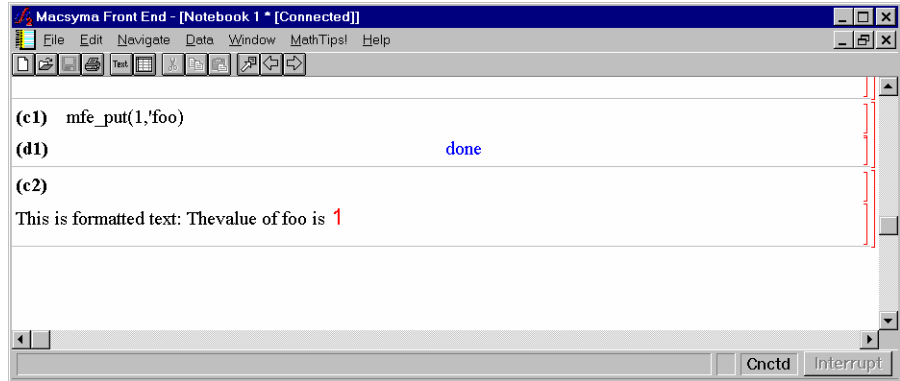 Macsyma Front End - [Notebook 1 * [Connected]]
File Edit Navigate Data Window MathTips! Help
Text
(c1) mfe_put(1,'foo)
(d1) done
(c2)
This is formatted text: Thevalue of foo is 1
Cnctd Interrupt